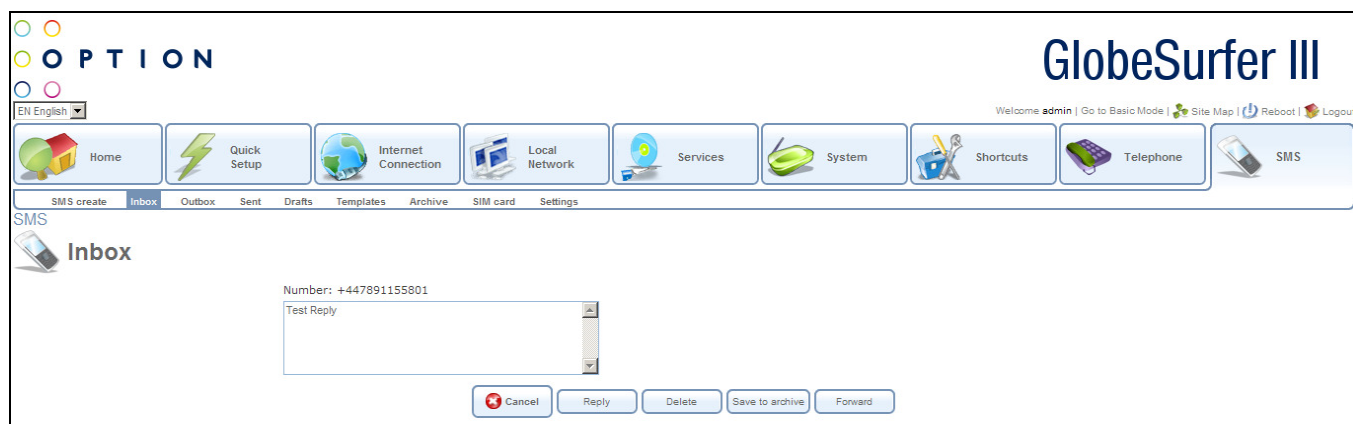 OPTION
GlobeSurfer III
EN English
Welcome admin | Go to Basic Mode | Site Map | Reboot | Logout
Home
Quick Setup
Internet Connection
Local Network
Services
System
Shortcuts
Telephone
SMS
SMS create Inbox Outbox Sent Drafts Templates Archive SIM card Settings
SMS
Inbox
Number: +447891155801
Test Reply
Cancel Reply Delete Save to archive Forward